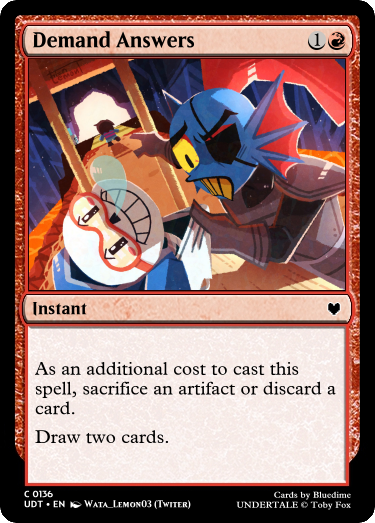 Demand Answers 1
Instant
As an additional cost to cast this
spell, sacrifice an artifact or discard a
card.
Draw two cards.
C 0136
Cards by Bluedime
UDT • EN Wata_Lemon03 (Twiter)
UNDERTALE © Toby Fox